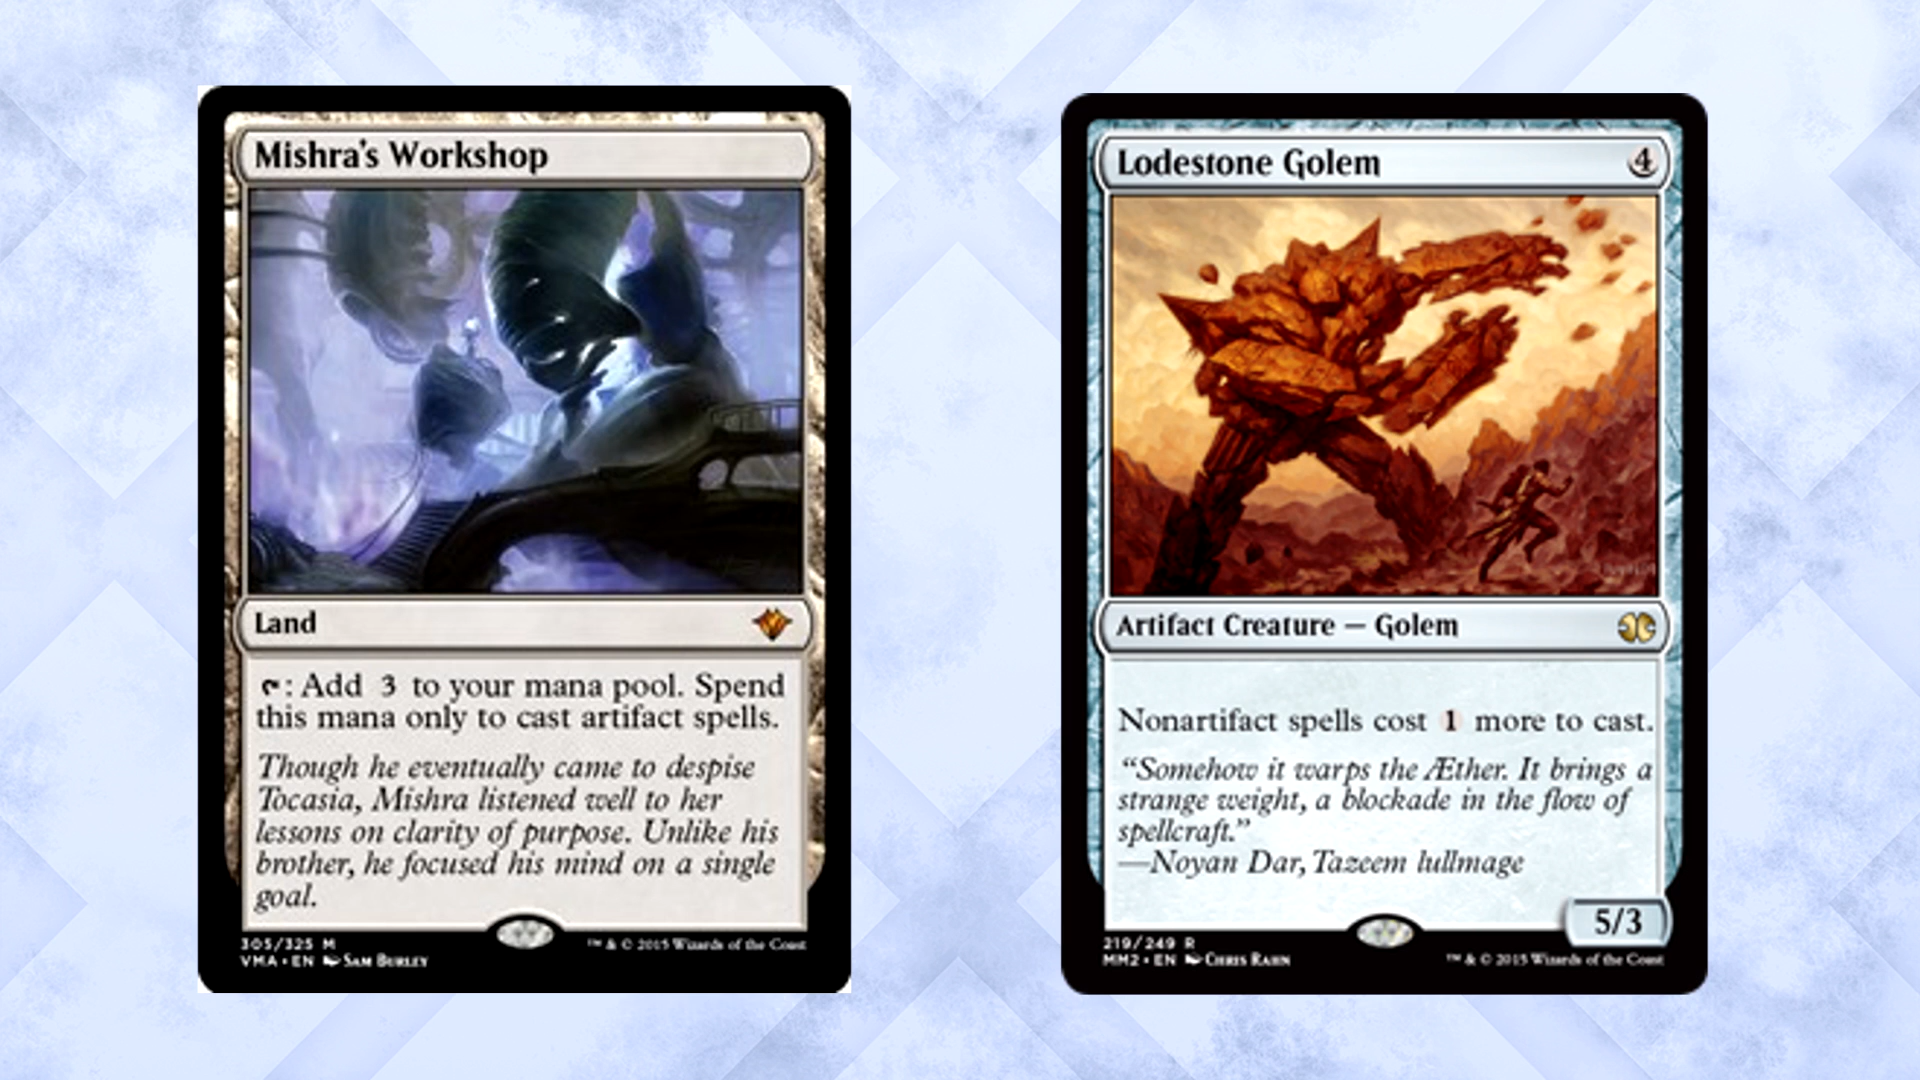 Mishra's Workshop
Land
: Add 3 to your mana pool. Spend
this mana only to cast artifact spells.
Though he eventually came to despise
Tocasia, Mishra listened well to her
lessons on clarity of purpose. Unlike his
brother, he focused his mind on a single
goal.
305/325 M
VMA • EN Sam Burley
™ & © 2015 Wizards of the Coast
Lodestone Golem
4
Artifact Creature — Golem
Nonartifact spells cost 1 more to cast.
“Somehow it warps the Æther. It brings a
strange weight, a blockade in the flow of
spellcraft.”
—Noyan Dar, Tazeem lullmage
5/3
219/249 R
MM2 • EN Chris Rahn
™ & © 2015 Wizards of the Coast